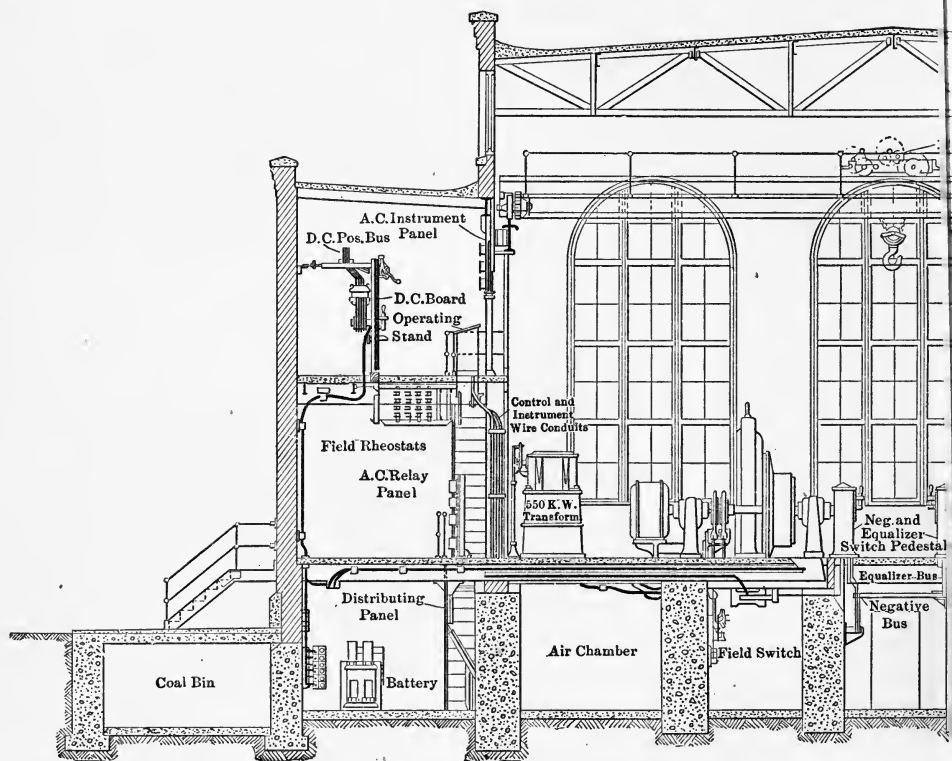 A.C. Instrument
Panel
D.C. Pos. Bus
D.C. Board
Operating
Stand
Control and
Instrument
Wire Conduits
Field Rheostats
A.C. Relay
Panel
550 K.W.
Transform
Neg. and
Equalizer
Switch Pedestal
Equalizer Bus
Negative
Bus
Distributing
Panel
Air Chamber
Field Switch
Coal Bin
Battery